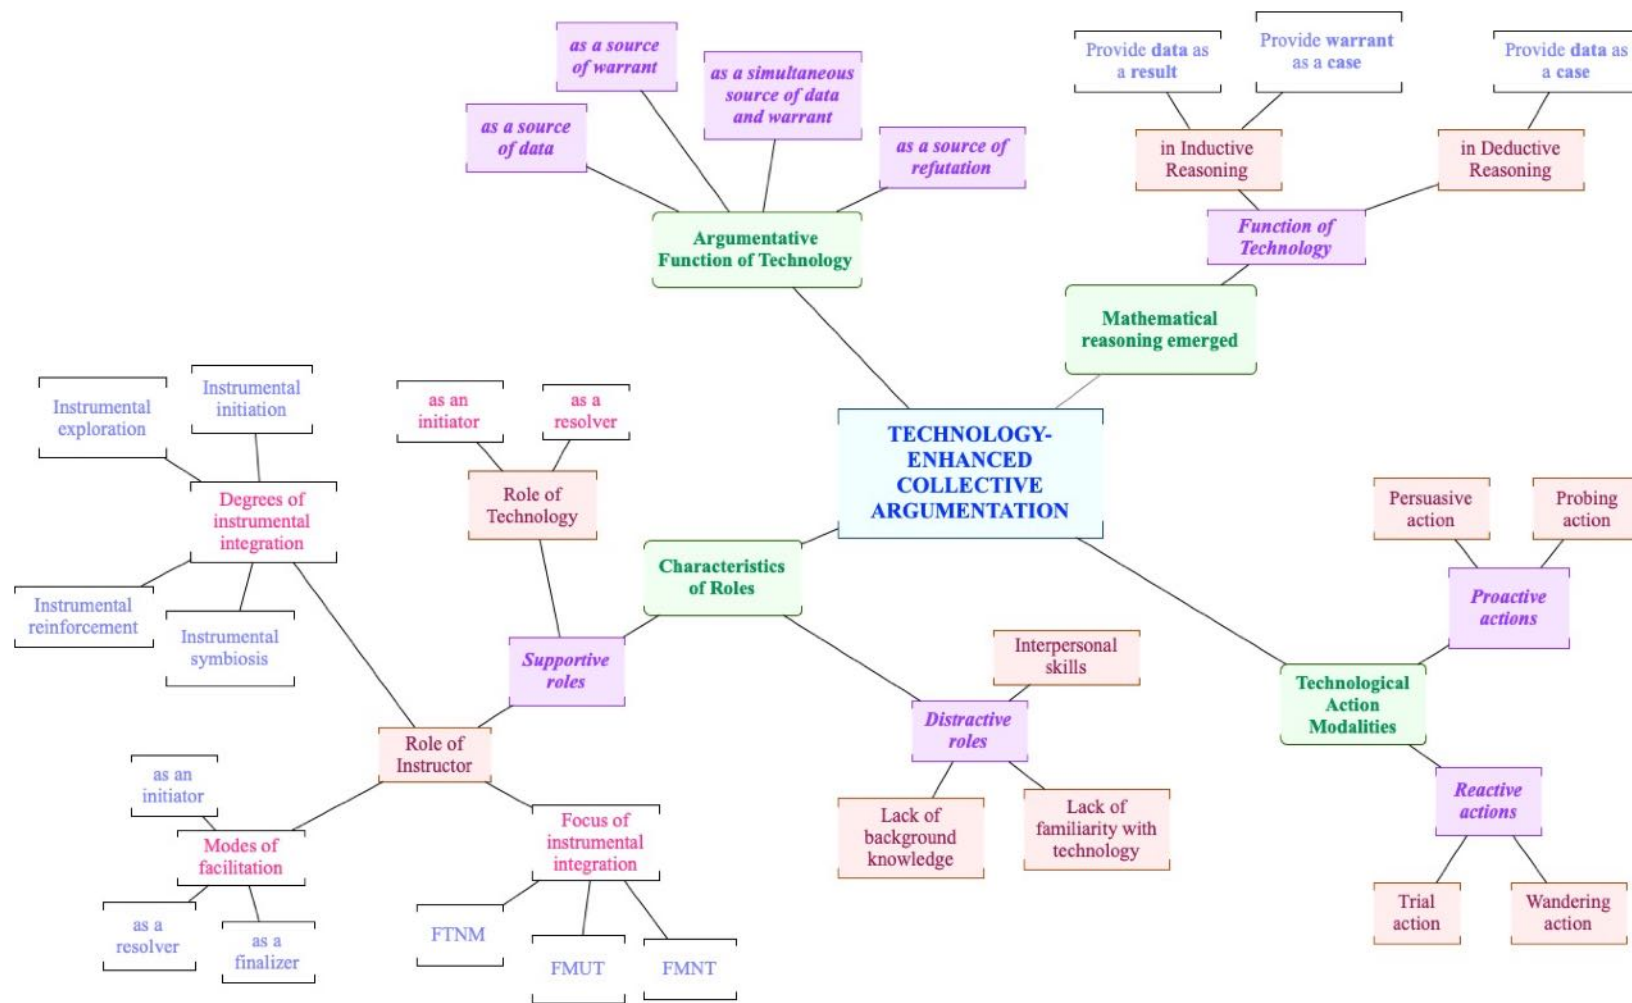 as a source
of warrant
as a simultaneous
source of data
and warrant
as a source
of data
as a source of
refutation
Argumentative
Function of Technology
Provide data as
a result
Provide warrant
as a case
Provide data as
a case
in Inductive
Reasoning
in Deductive
Reasoning
Function of
Technology
Mathematical
reasoning emerged
TECHNOLOGY-
ENHANCED
COLLECTIVE
ARGUMENTATION
Instrumental
exploration
Instrumental
initiation
Degrees of
instrumental
integration
Instrumental
reinforcement
Instrumental
symbiosis
as an
initiator
as a
resolver
Role of
Technology
Characteristics
of Roles
Supportive
roles
Role of
Instructor
as an
initiator
Modes of
facilitation
as a
resolver
as a
finalizer
Focus of
instrumental
integration
FTNM
FMUT
FMNT
Interpersonal
skills
Distractive
roles
Lack of
background
knowledge
Lack of
familiarity with
technology
Persuasive
action
Probing
action
Proactive
actions
Technological
Action
Modalities
Reactive
actions
Trial
action
Wandering
action